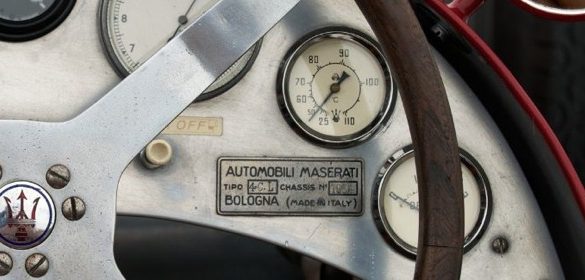 8
7
OFF
80
90
70
100
60
°C
50
25
110
AUTOMOBILI MASERATI
TIPO 4CL CHASSIS No
BOLOGNA (MADE IN ITALY)